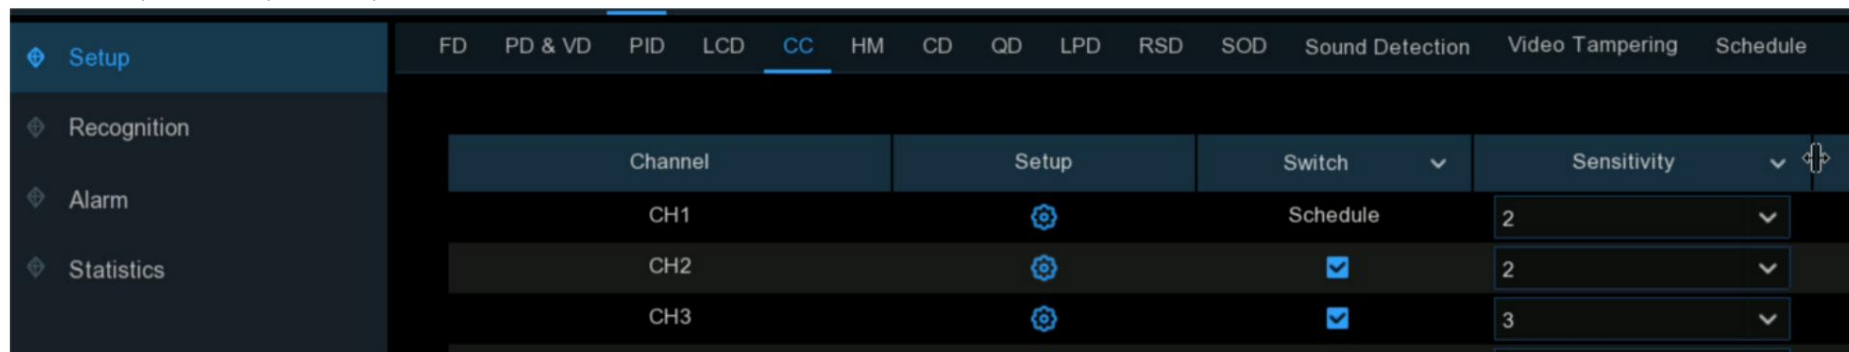 Setup
FD PD & VD PID LCD CC HM CD QD LPD RSD SOD Sound Detection Video Tampering Schedule
Recognition
Alarm
Statistics
Channel Setup Switch Sensitivity
CH1 Schedule 2
CH2 2
CH3 3